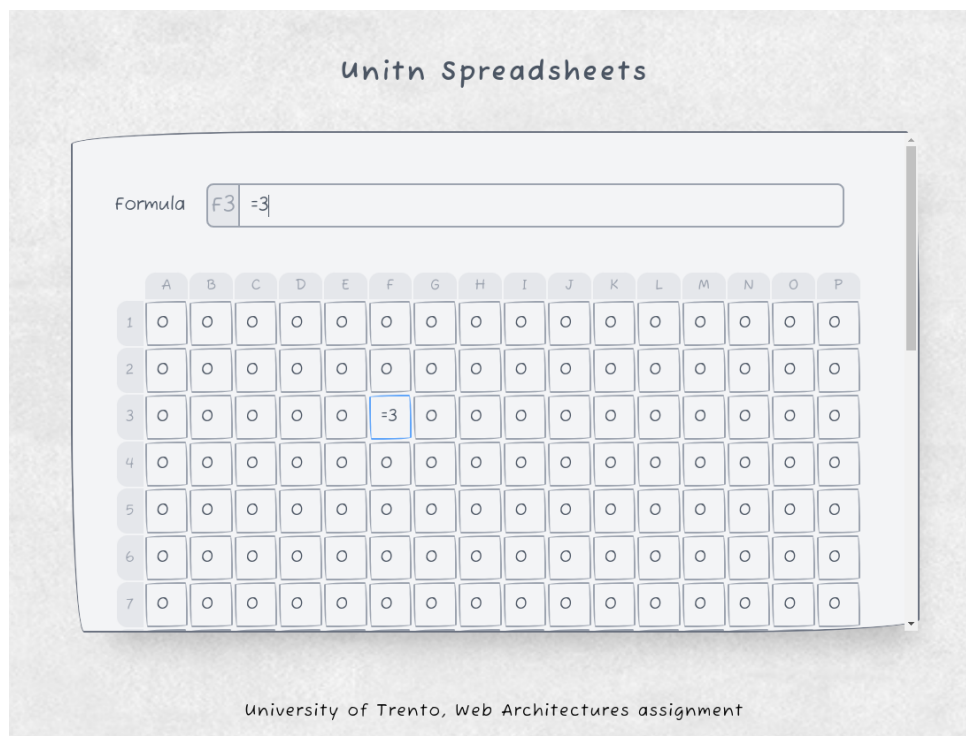 Unitn Spreadsheets
Formula F3 =3
A B C D E F G H I J K L M N O P
1 0 0 0 0 0 0 0 0 0 0 0 0 0 0 0 0
2 0 0 0 0 0 0 0 0 0 0 0 0 0 0 0 0
3 0 0 0 0 0 =3 0 0 0 0 0 0 0 0 0 0
4 0 0 0 0 0 0 0 0 0 0 0 0 0 0 0 0
5 0 0 0 0 0 0 0 0 0 0 0 0 0 0 0 0
6 0 0 0 0 0 0 0 0 0 0 0 0 0 0 0 0
7 0 0 0 0 0 0 0 0 0 0 0 0 0 0 0 0
University of Trento, Web Architectures assignment